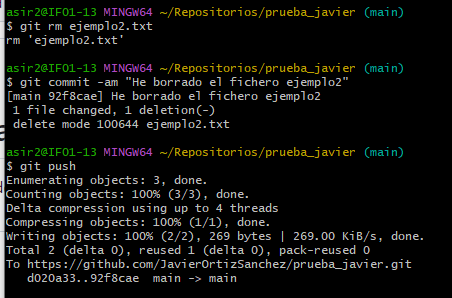 asir2@IF01-13 MINGW64 ~/Repositorios/prueba_javier (main)
$ git rm ejemplo2.txt
rm 'ejemplo2.txt'
asir2@IF01-13 MINGW64 ~/Repositorios/prueba_javier (main)
$ git commit -am "He borrado el fichero ejemplo2"
[main 92f8cae] He borrado el fichero ejemplo2
 1 file changed, 1 deletion(-)
 delete mode 100644 ejemplo2.txt
asir2@IF01-13 MINGW64 ~/Repositorios/prueba_javier (main)
$ git push
Enumerating objects: 3, done.
Counting objects: 100% (3/3), done.
Delta compression using up to 4 threads
Compressing objects: 100% (1/1), done.
Writing objects: 100% (2/2), 269 bytes | 269.00 KiB/s, done.
Total 2 (delta 0), reused 1 (delta 0), pack-reused 0
To https://github.com/JavierOrtizSanchez/prueba_javier.git
   d020a33..92f8cae  main -> main